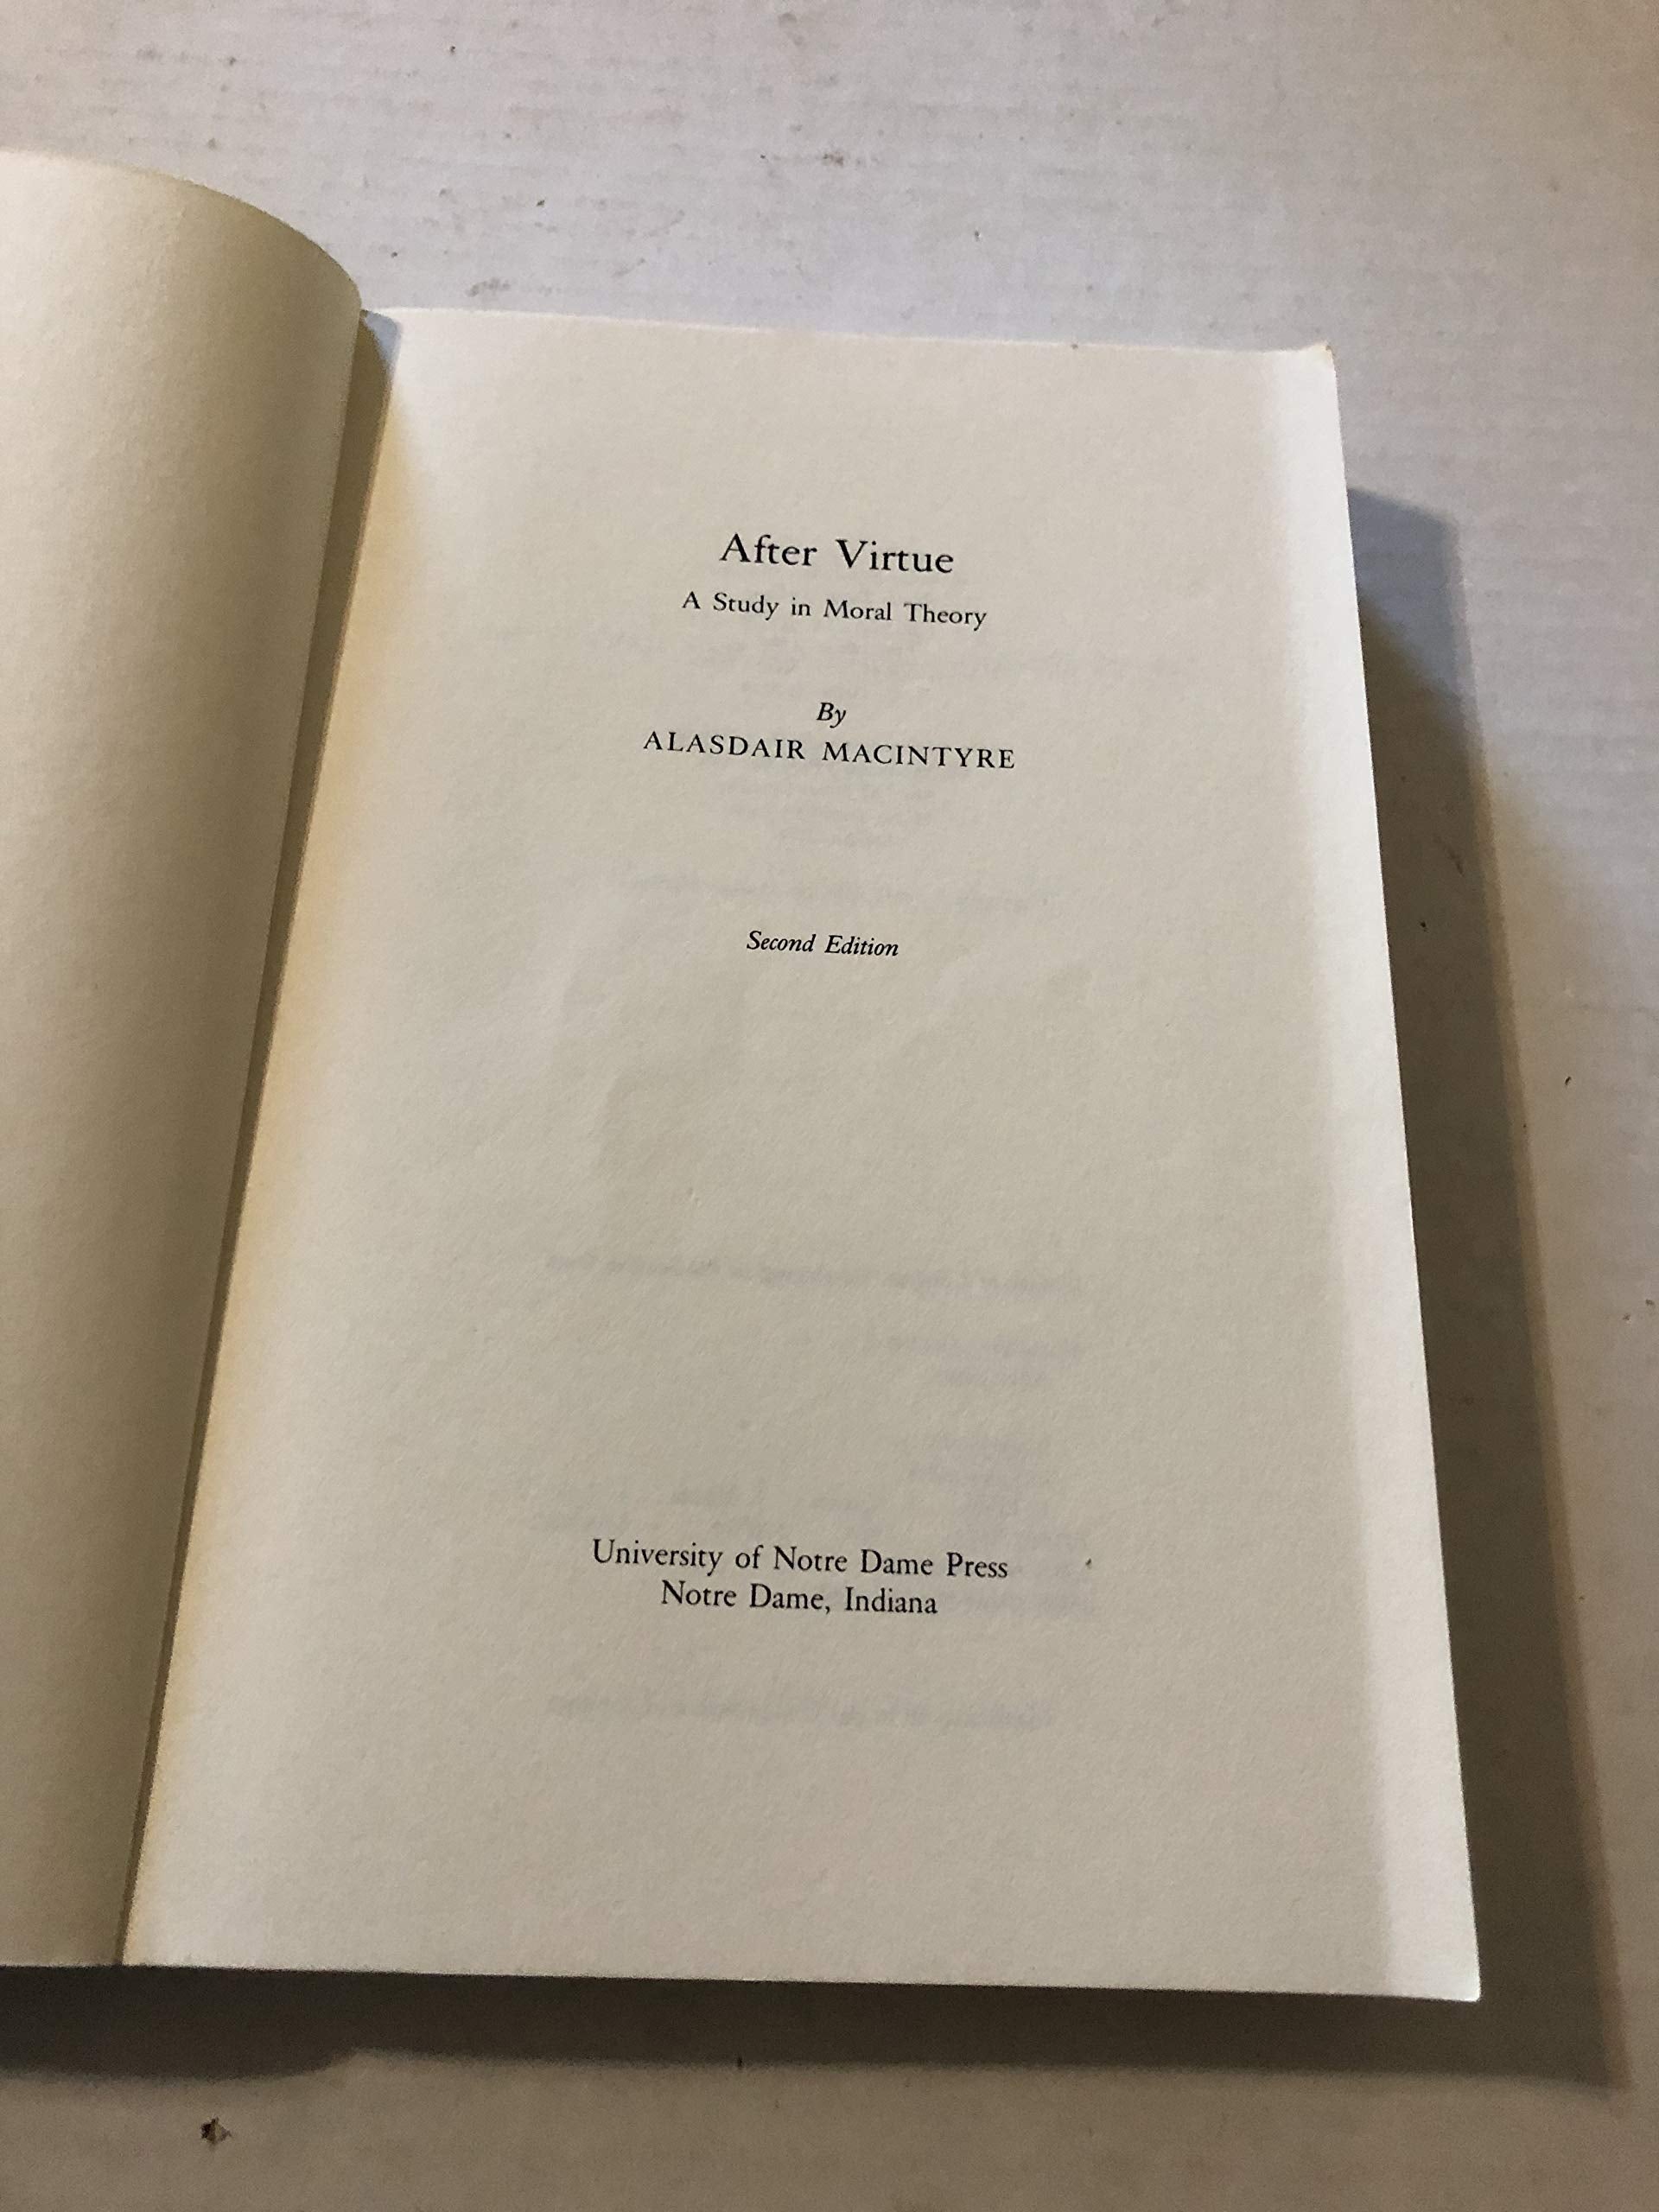 After Virtue
A Study in Moral Theory
By
ALASDAIR MACINTYRE
Second Edition
University of Notre Dame Press
Notre Dame, Indiana